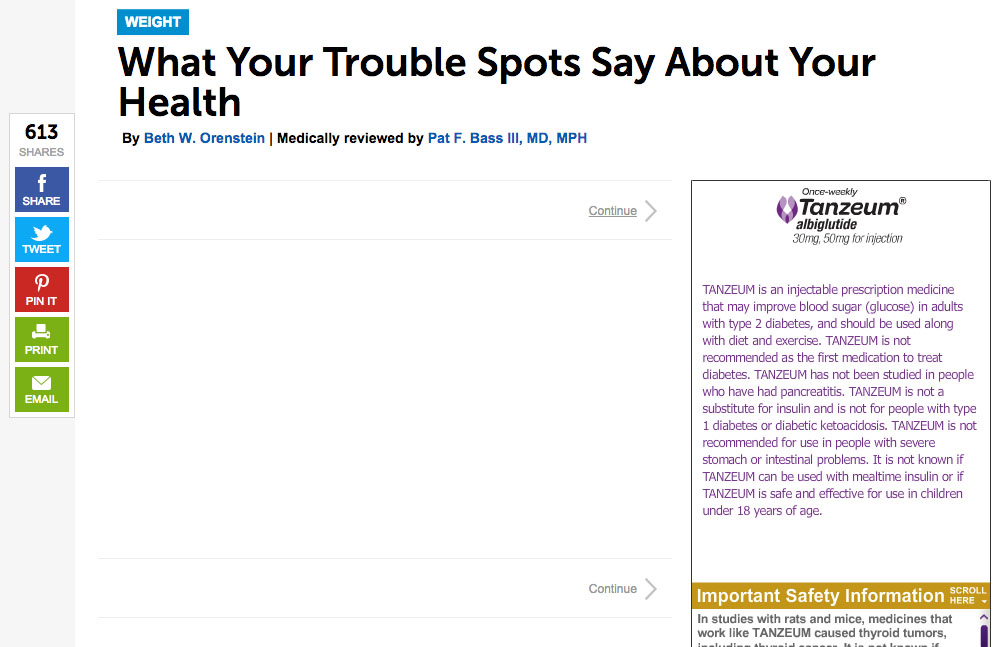 WEIGHT
What Your Trouble Spots Say About Your
Health
By Beth W. Orenstein | Medically reviewed by Pat F. Bass III, MD, MPH
613
SHARES
SHARE
TWEET
PIN IT
PRINT
EMAIL
Continue
Continue
Once-weekly
Tanzeum®
albiglutide
30mg, 50mg for injection
TANZEUM is an injectable prescription medicine
that may improve blood sugar (glucose) in adults
with type 2 diabetes, and should be used along
with diet and exercise. TANZEUM is not
recommended as the first medication to treat
diabetes. TANZEUM has not been studied in people
who have had pancreatitis. TANZEUM is not a
substitute for insulin and is not for people with type
1 diabetes or diabetic ketoacidosis. TANZEUM is not
recommended for use in people with severe
stomach or intestinal problems. It is not known if
TANZEUM can be used with mealtime insulin or if
TANZEUM is safe and effective for use in children
under 18 years of age.
Important Safety Information
SCROLL
HERE
In studies with rats and mice, medicines that
work like TANZEUM caused thyroid tumors,
including thyroid cancer. It is not known if